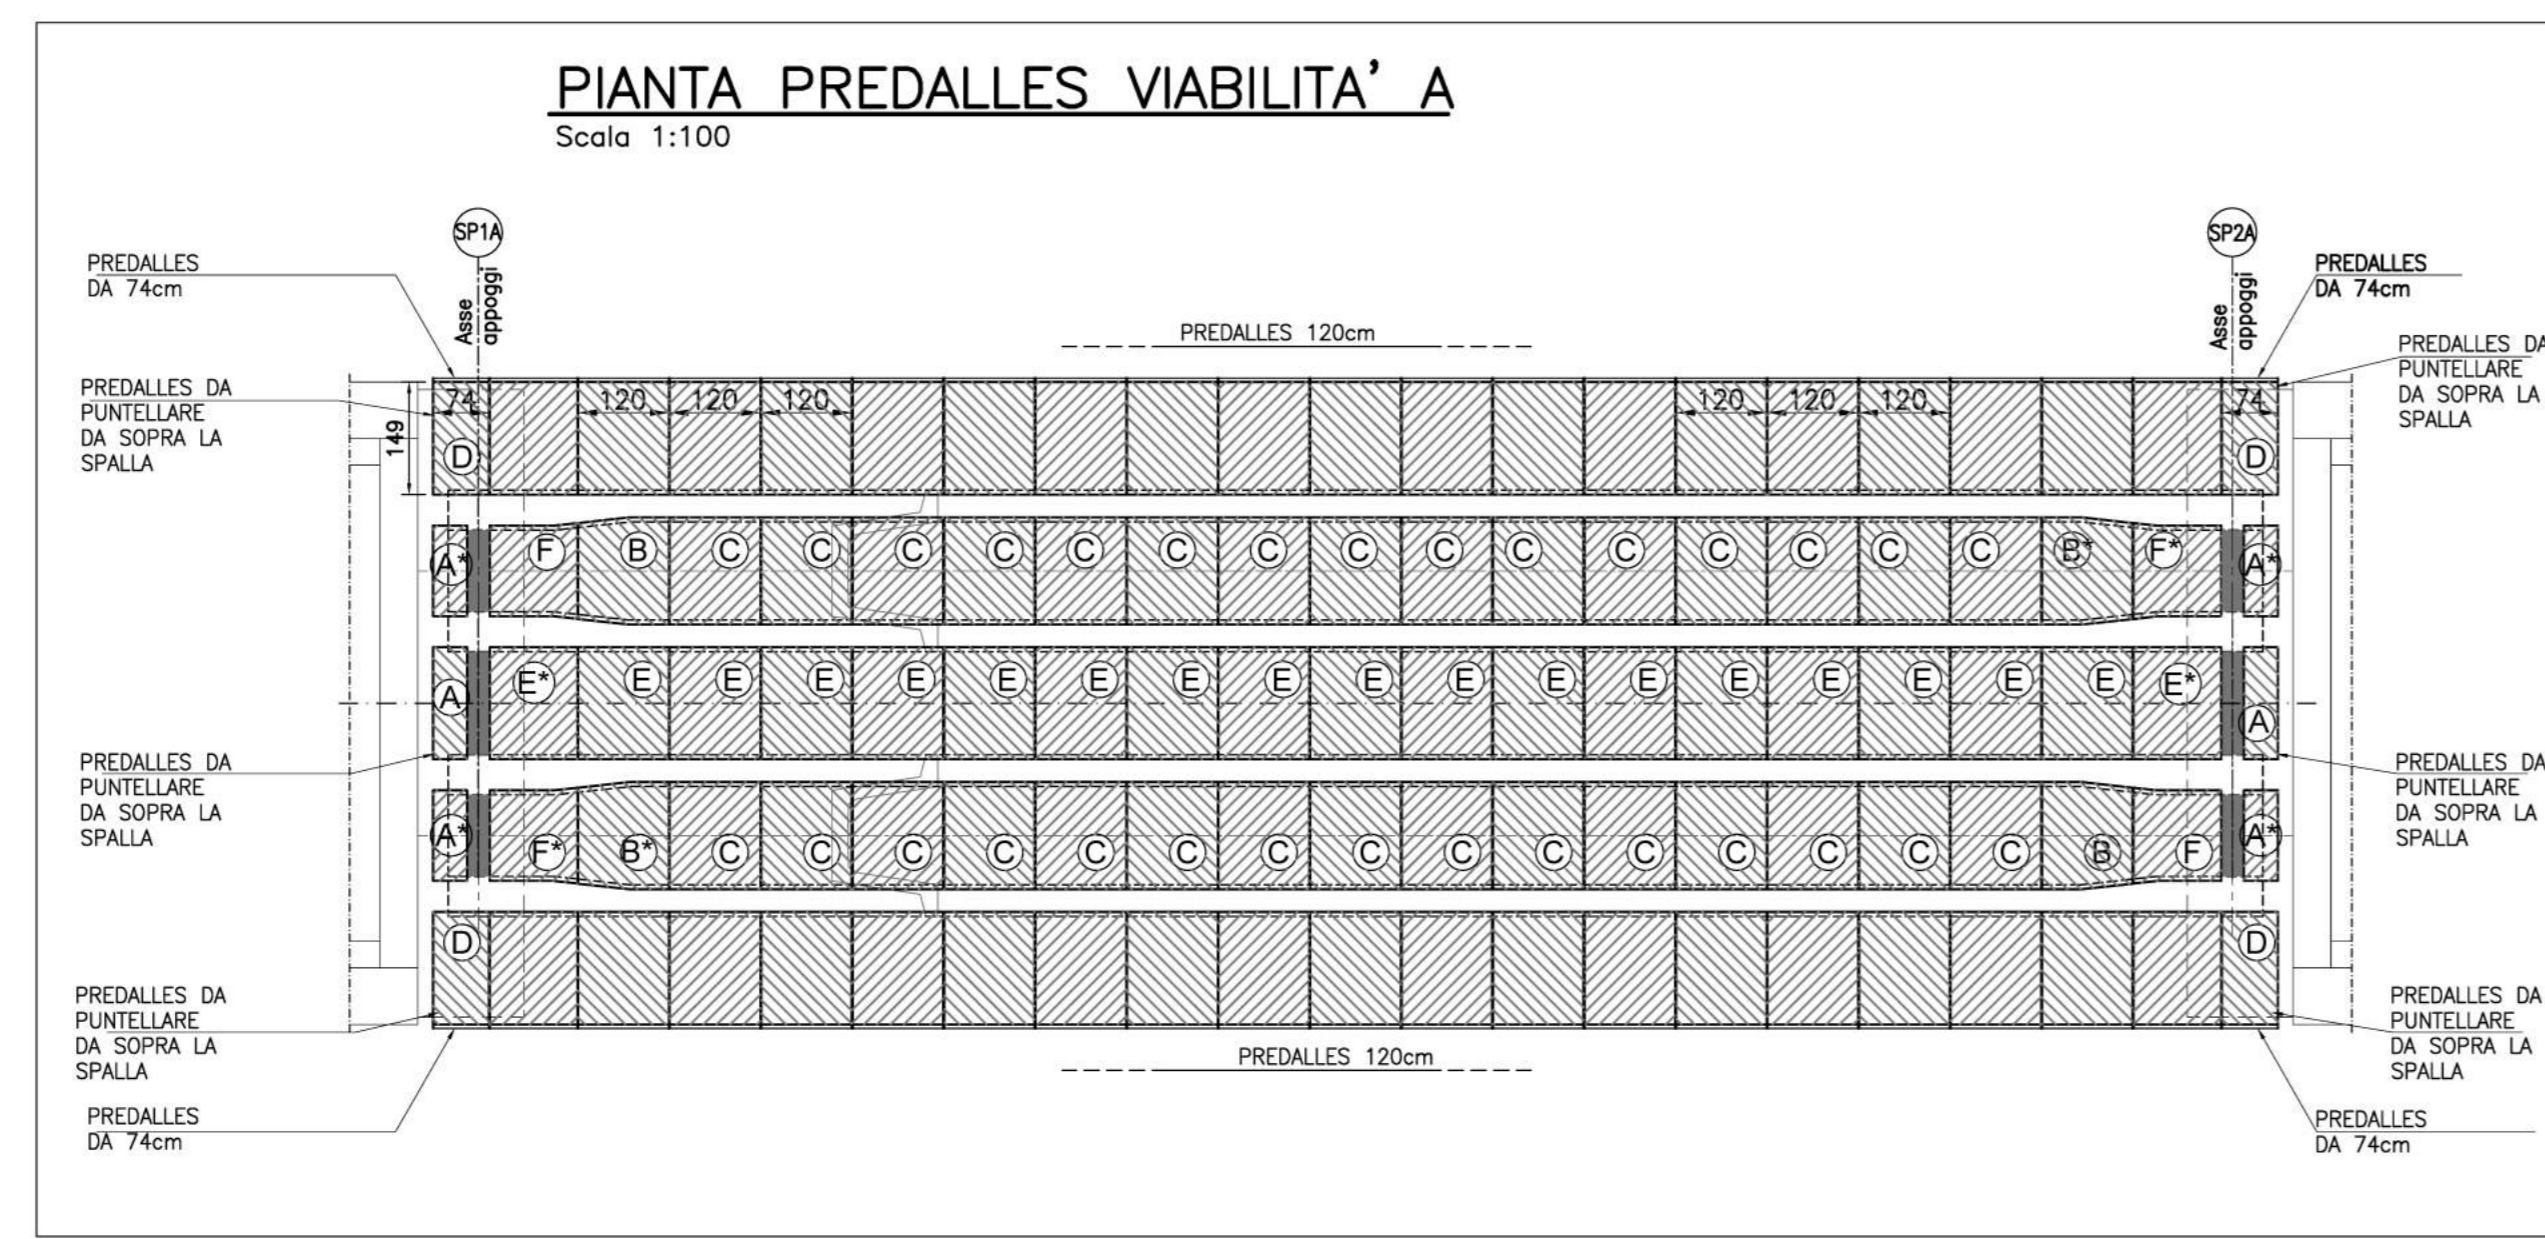 PIANTA PREDALLES VIABILITA' A
Scala 1:100
SP1A
SP2A
PREDALLES
DA 74cm
Asse
appoggi
PREDALLES 120cm
Asse
appoggi
PREDALLES
DA 74cm
PREDALLES DA
PUNTELLARE
DA SOPRA LA
SPALLA
PREDALLES DA
PUNTELLARE
DA SOPRA LA
SPALLA
74 120 120 120 120 120 120 74
149
D D
A* F B C C C C C C C C C C C C C C C B* F* A*
A E* E E E E E E E E E E E E E E E E E E* A
PREDALLES DA
PUNTELLARE
DA SOPRA LA
SPALLA
PREDALLES DA
PUNTELLARE
DA SOPRA LA
SPALLA
A* F* B* C C C C C C C C C C C C C C C B F A*
D D
PREDALLES DA
PUNTELLARE
DA SOPRA LA
SPALLA
PREDALLES DA
PUNTELLARE
DA SOPRA LA
SPALLA
PREDALLES 120cm
PREDALLES
DA 74cm
PREDALLES
DA 74cm